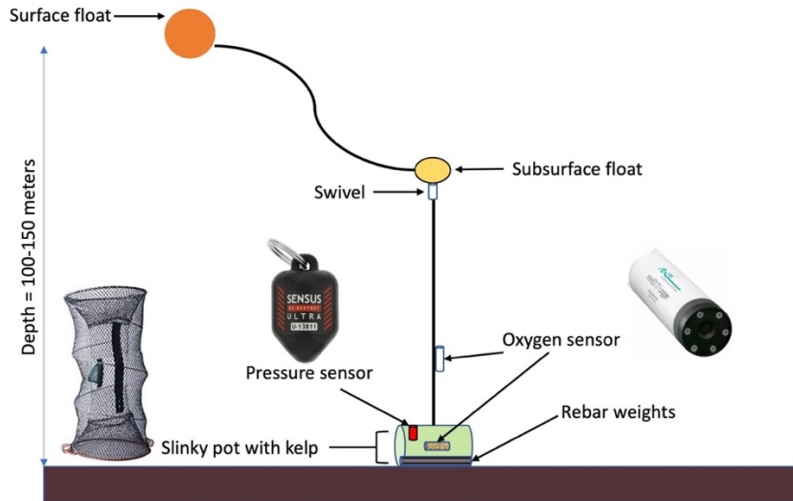 Surface float
Subsurface float
Swivel
Depth = 100-150 meters
SENSUS
ULTRA
U-13811
Oxygen sensor
Pressure sensor
Rebar weights
Slinky pot with kelp